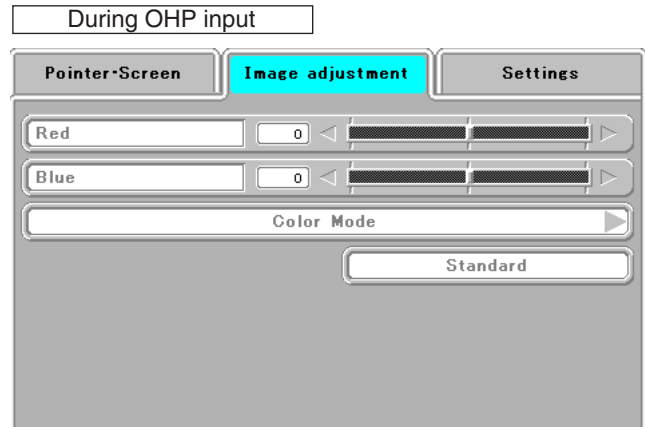 During OHP input
Pointer·Screen Image adjustment Settings
Red 0
Blue 0
Color Mode
Standard